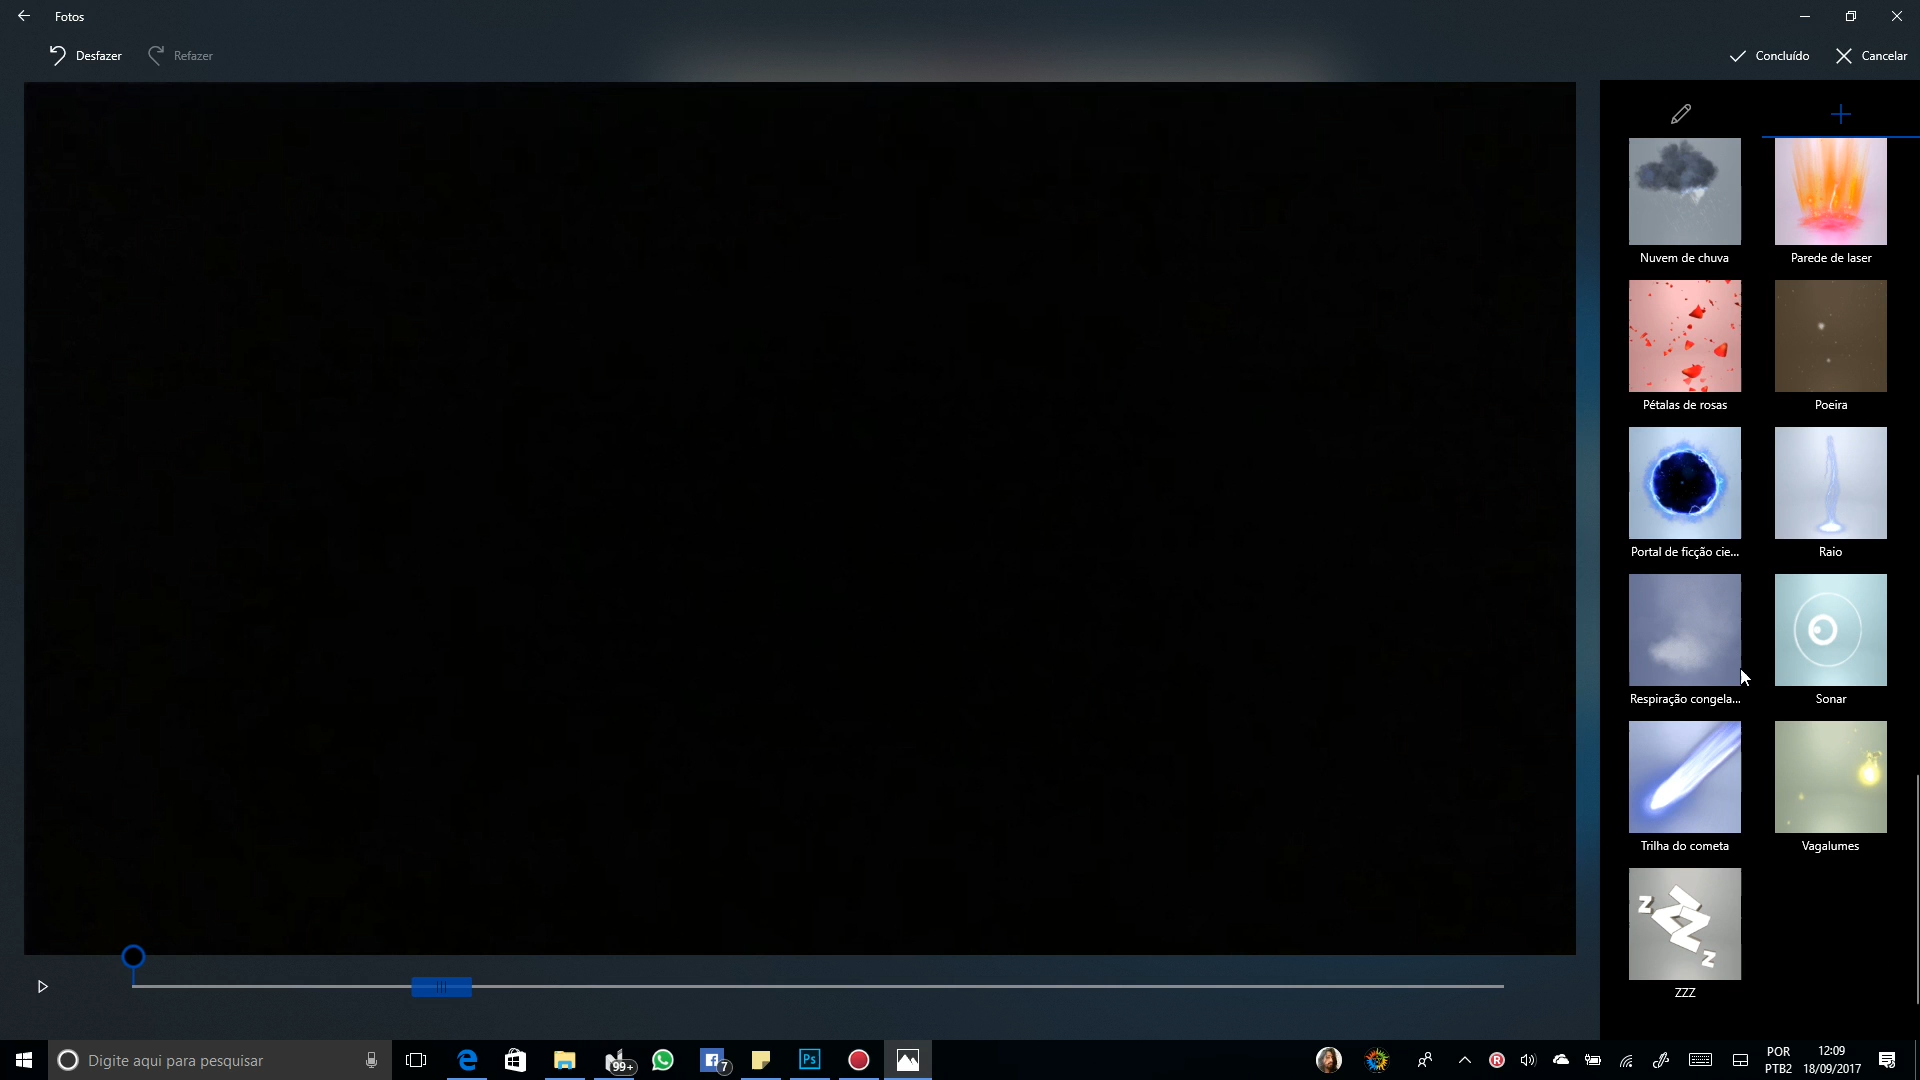 Fotos
Desfazer
Refazer
Concluído
Cancelar
Nuvem de chuva
Parede de laser
Pétalas de rosas
Poeira
Portal de ficção cie...
Raio
Respiração congela...
Sonar
Trilha do cometa
Vagalumes
Z Z Z
ZZZ
Digite aqui para pesquisar
99+
7
Ps
R
POR
PTB2
12:09
18/09/2017